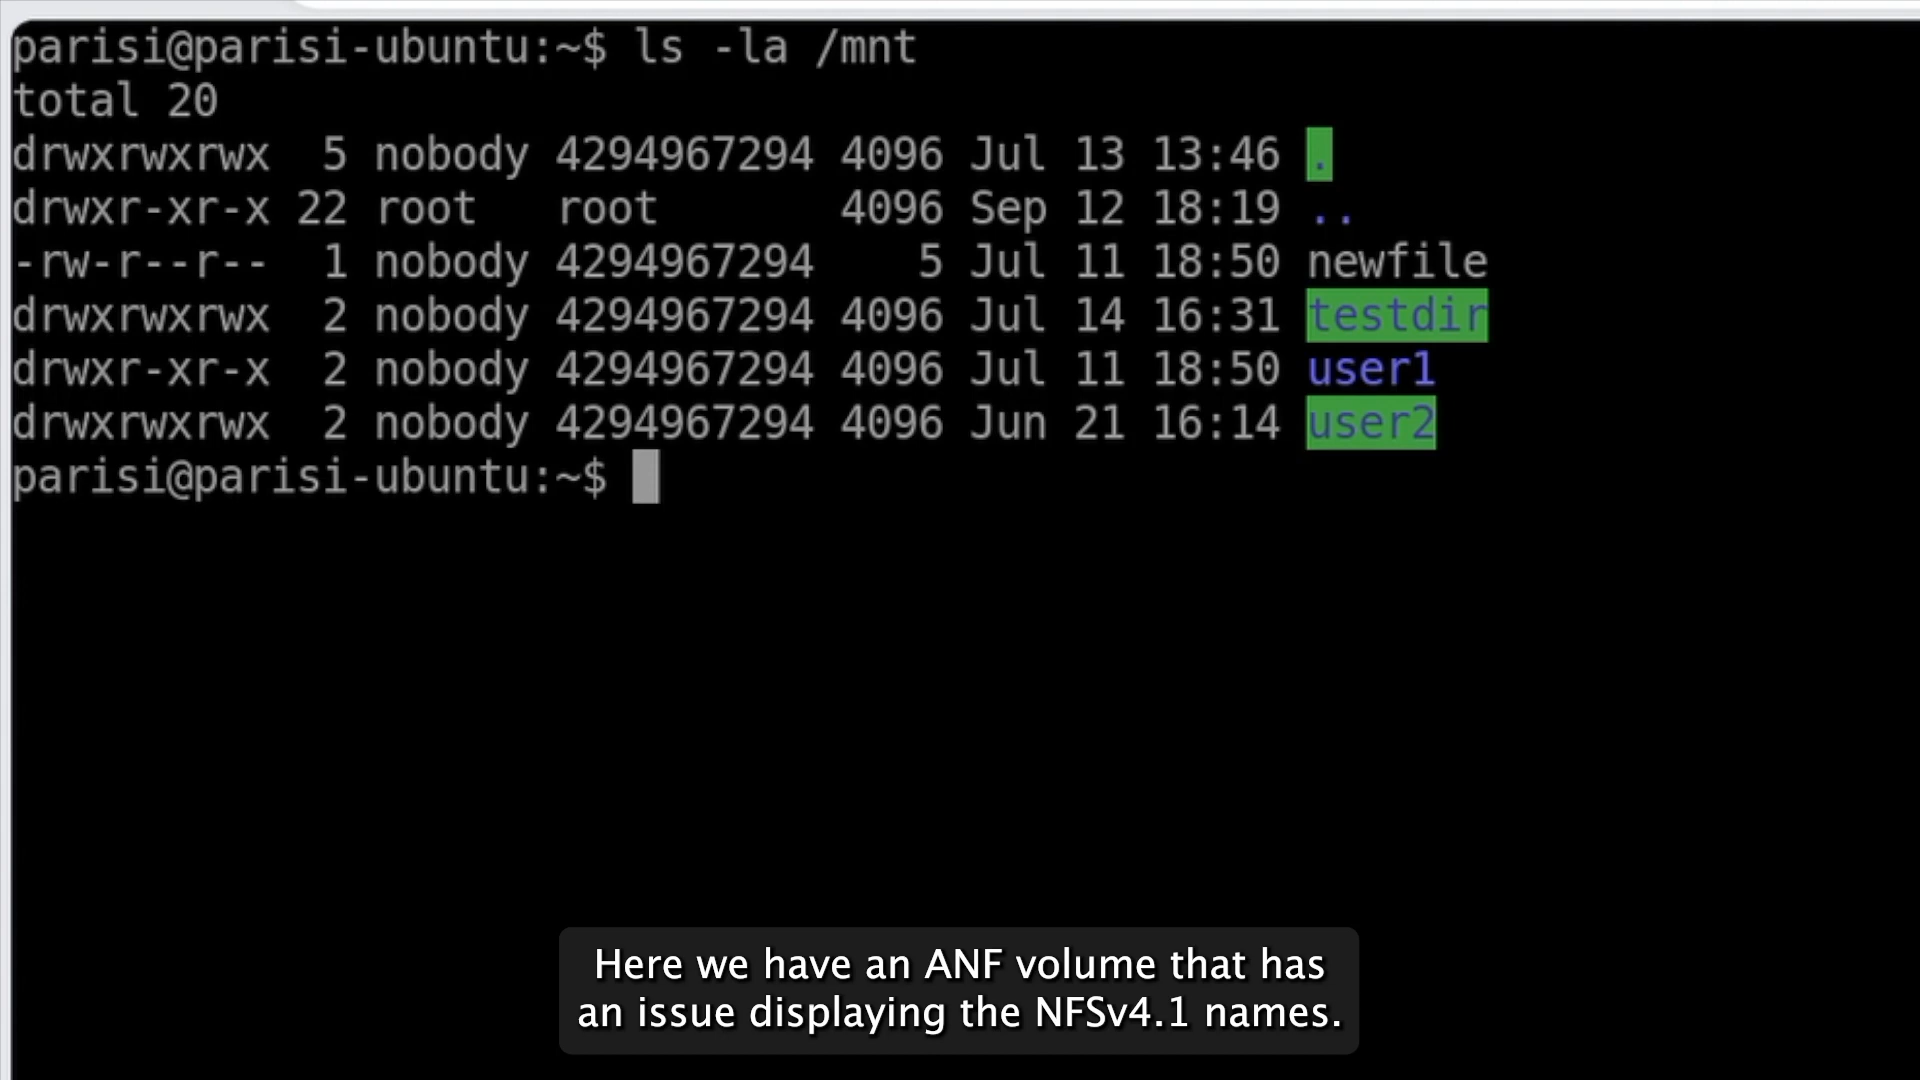 parisi@parisi-ubuntu:~$ ls -la /mnt
total 20
drwxrwxrwx  5 nobody 4294967294 4096 Jul 13 13:46 .
drwxr-xr-x 22 root   root       4096 Sep 12 18:19 ..
-rw-r--r--  1 nobody 4294967294    5 Jul 11 18:50 newfile
drwxrwxrwx  2 nobody 4294967294 4096 Jul 14 16:31 testdir
drwxr-xr-x  2 nobody 4294967294 4096 Jul 11 18:50 user1
drwxrwxrwx  2 nobody 4294967294 4096 Jun 21 16:14 user2
parisi@parisi-ubuntu:~$
Here we have an ANF volume that has
an issue displaying the NFSv4.1 names.